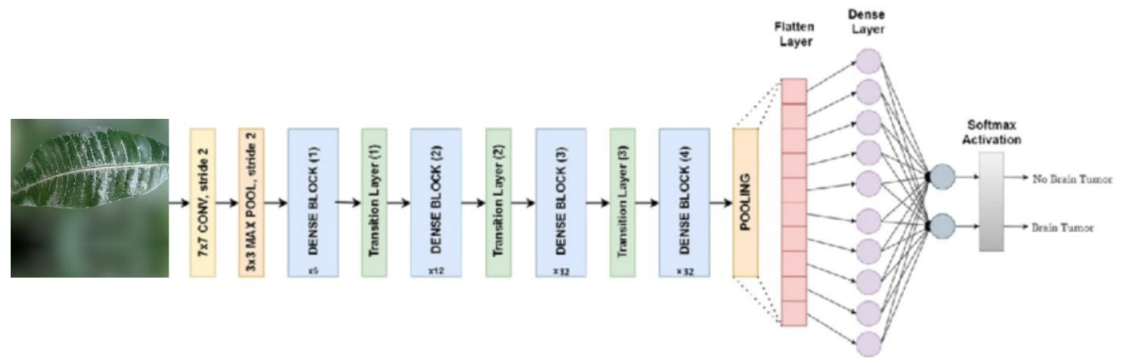 7x7 CONV, stride 2
3x3 MAX POOL, stride 2
DENSE BLOCK (1)
x5
Transition Layer (1)
DENSE BLOCK (2)
x12
Transition Layer (2)
DENSE BLOCK (3)
x32
Transition Layer (3)
DENSE BLOCK (4)
x32
POOLING
Flatten
Layer
Dense
Layer
Softmax
Activation
No Brain Tumor
Brain Tumor